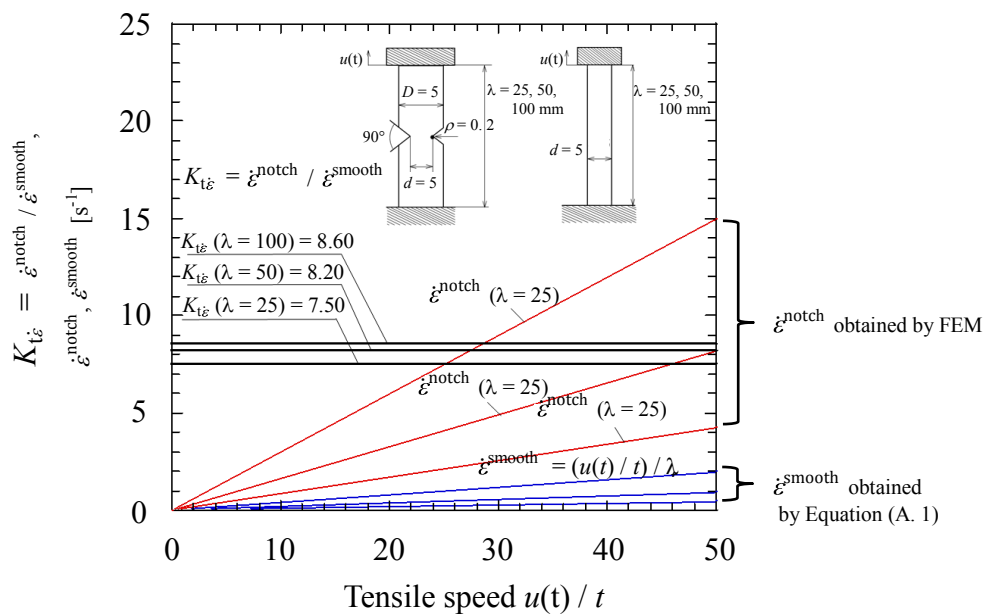 K_tε̇ = ε̇^notch / ε̇^smooth ,
ε̇^notch, ε̇^smooth [s⁻¹]
25
20
15
10
5
0
u(t)
D = 5
λ = 25, 50,
100 mm
90°
ρ = 0. 2
d = 5
u(t)
λ = 25, 50,
100 mm
d = 5
K_tε̇ = ε̇^notch / ε̇^smooth
K_tε̇ (λ = 100) = 8.60
K_tε̇ (λ = 50) = 8.20
K_tε̇ (λ = 25) = 7.50
ε̇^notch (λ = 25)
ε̇^notch (λ = 25)
ε̇^notch (λ = 25)
ε̇^smooth = (u(t) / t) / λ
ε̇^notch obtained by FEM
ε̇^smooth obtained
by Equation (A. 1)
0 10 20 30 40 50
Tensile speed u(t) / t